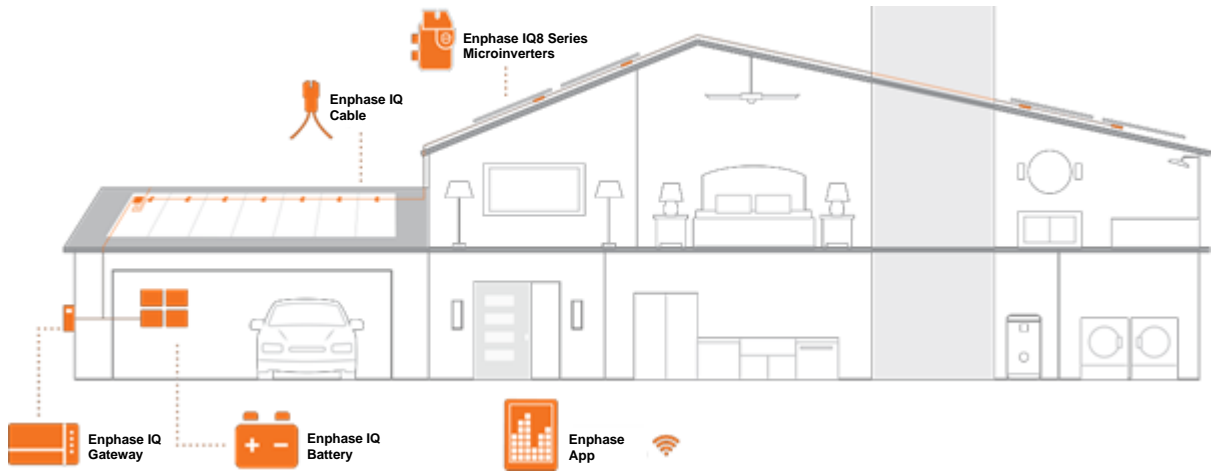 Enphase IQ8 Series
Microinverters
Enphase IQ
Cable
Enphase IQ
Gateway
Enphase IQ
Battery
Enphase
App